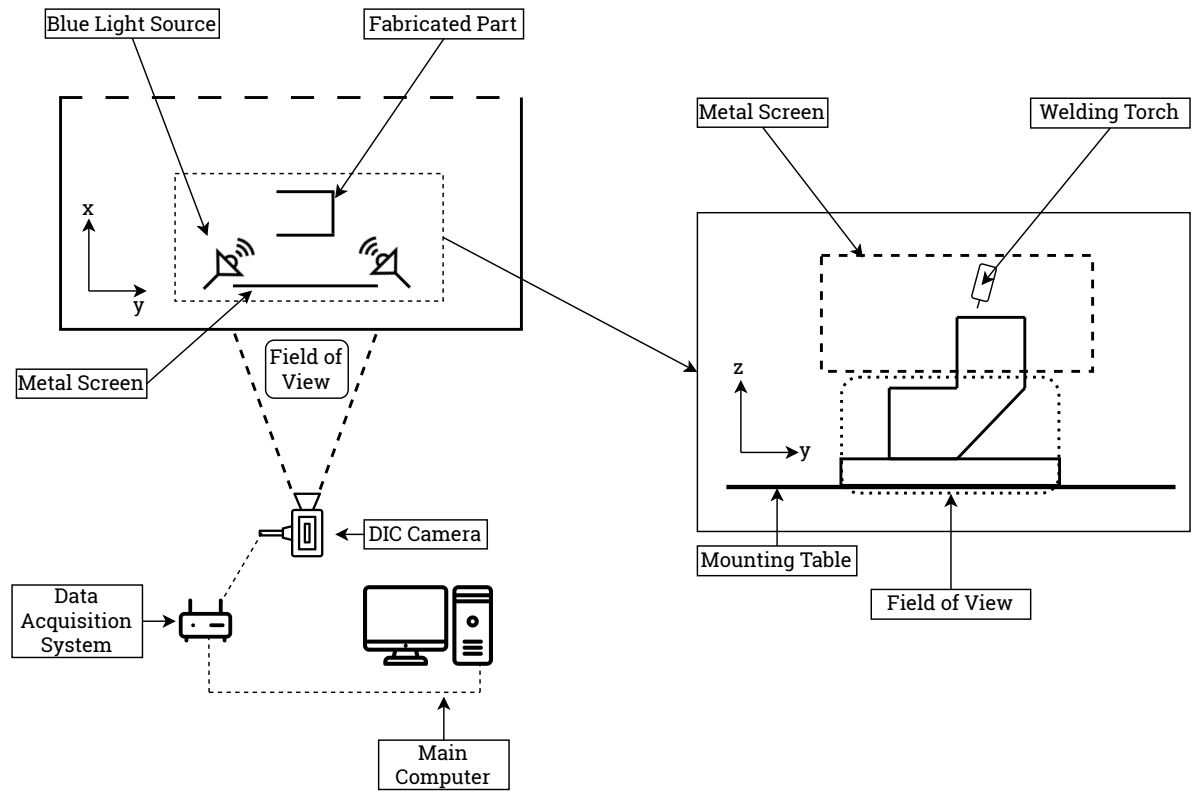 Blue Light Source
Fabricated Part
x
y
Field of
View
Metal Screen
DIC Camera
Data
Acquisition
System
Main
Computer
Metal Screen
Welding Torch
z
y
Mounting Table
Field of View